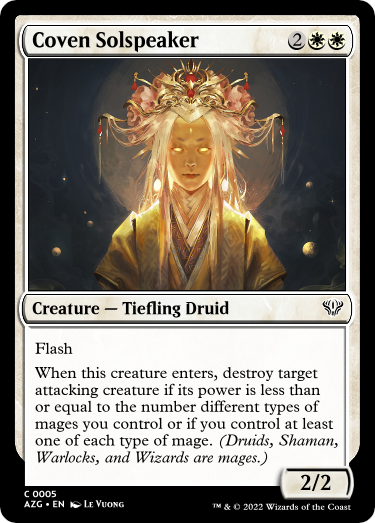 Coven Solspeaker 2
Creature — Tiefling Druid
Flash
When this creature enters, destroy target
attacking creature if its power is less than
or equal to the number different types of
mages you control or if you control at least
one of each type of mage. (Druids, Shaman,
Warlocks, and Wizards are mages.)
2/2
C 0005
AZG • EN Le Vuong
™ & © 2022 Wizards of the Coast